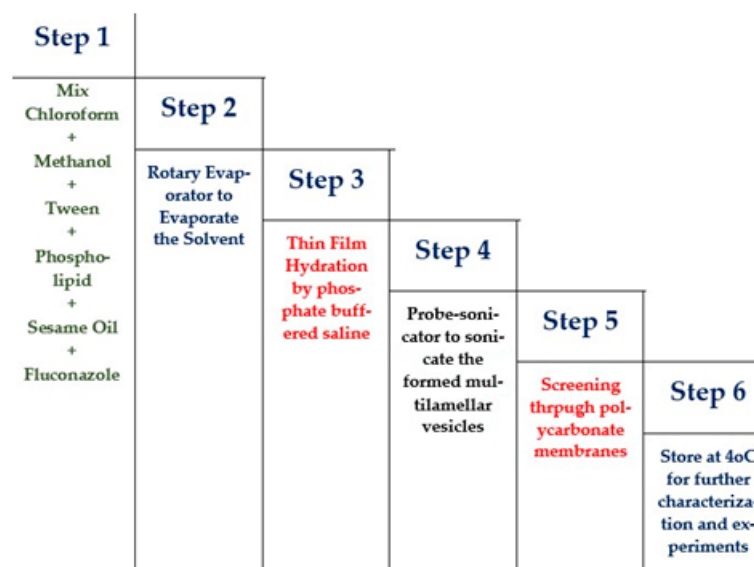 Step 1
Mix
Chloroform
+
Methanol
+
Tween
+
Phospho-
lipid
+
Sesame Oil
+
Fluconazole
Step 2
Rotary Evap-
orator to
Evaporate
the Solvent
Step 3
Thin Film
Hydration
by phos-
phate buff-
ered saline
Step 4
Probe-soni-
cator to soni-
cate the
formed mul-
tilamellar
vesicles
Step 5
Screening
thrpugh pol-
ycarbonate
membranes
Step 6
Store at 4oC
for further
characteriza-
tion and ex-
periments